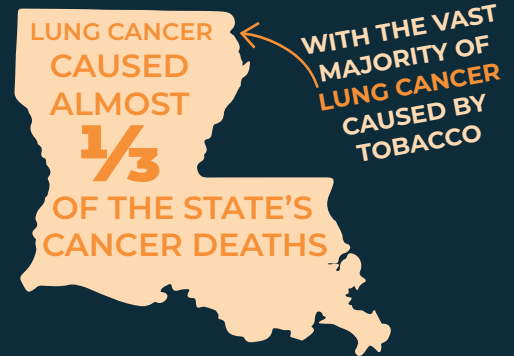 LUNG CANCER
CAUSED
ALMOST
⅓
OF THE STATE'S
CANCER DEATHS
WITH THE VAST
MAJORITY OF
LUNG CANCER
CAUSED BY
TOBACCO